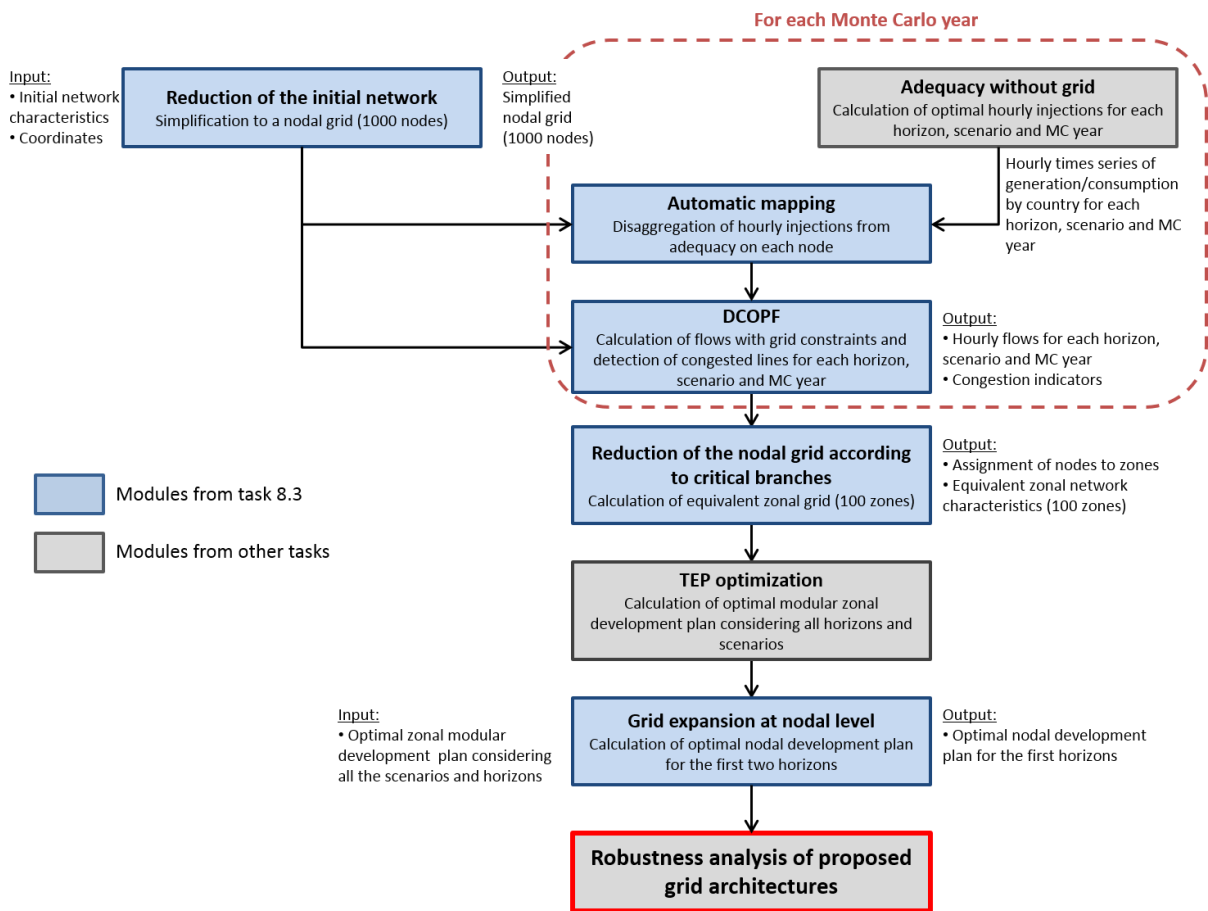 For each Monte Carlo year
Input:
• Initial network
characteristics
• Coordinates
Reduction of the initial network
Simplification to a nodal grid (1000 nodes)
Output:
Simplified
nodal grid
(1000 nodes)
Adequacy without grid
Calculation of optimal hourly injections for each
horizon, scenario and MC year
Hourly times series of
generation/consumption
by country for each
horizon, scenario and MC
year
Automatic mapping
Disaggregation of hourly injections from
adequacy on each node
DCOPF
Calculation of flows with grid constraints and
detection of congested lines for each horizon,
scenario and MC year
Output:
• Hourly flows for each horizon,
scenario and MC year
• Congestion indicators
Reduction of the nodal grid according
to critical branches
Calculation of equivalent zonal grid (100 zones)
Output:
• Assignment of nodes to zones
• Equivalent zonal network
characteristics (100 zones)
Modules from task 8.3
Modules from other tasks
TEP optimization
Calculation of optimal modular zonal
development plan considering all horizons and
scenarios
Input:
• Optimal zonal modular
development plan considering
all the scenarios and horizons
Grid expansion at nodal level
Calculation of optimal nodal development plan
for the first two horizons
Output:
• Optimal nodal development
plan for the first horizons
Robustness analysis of proposed
grid architectures